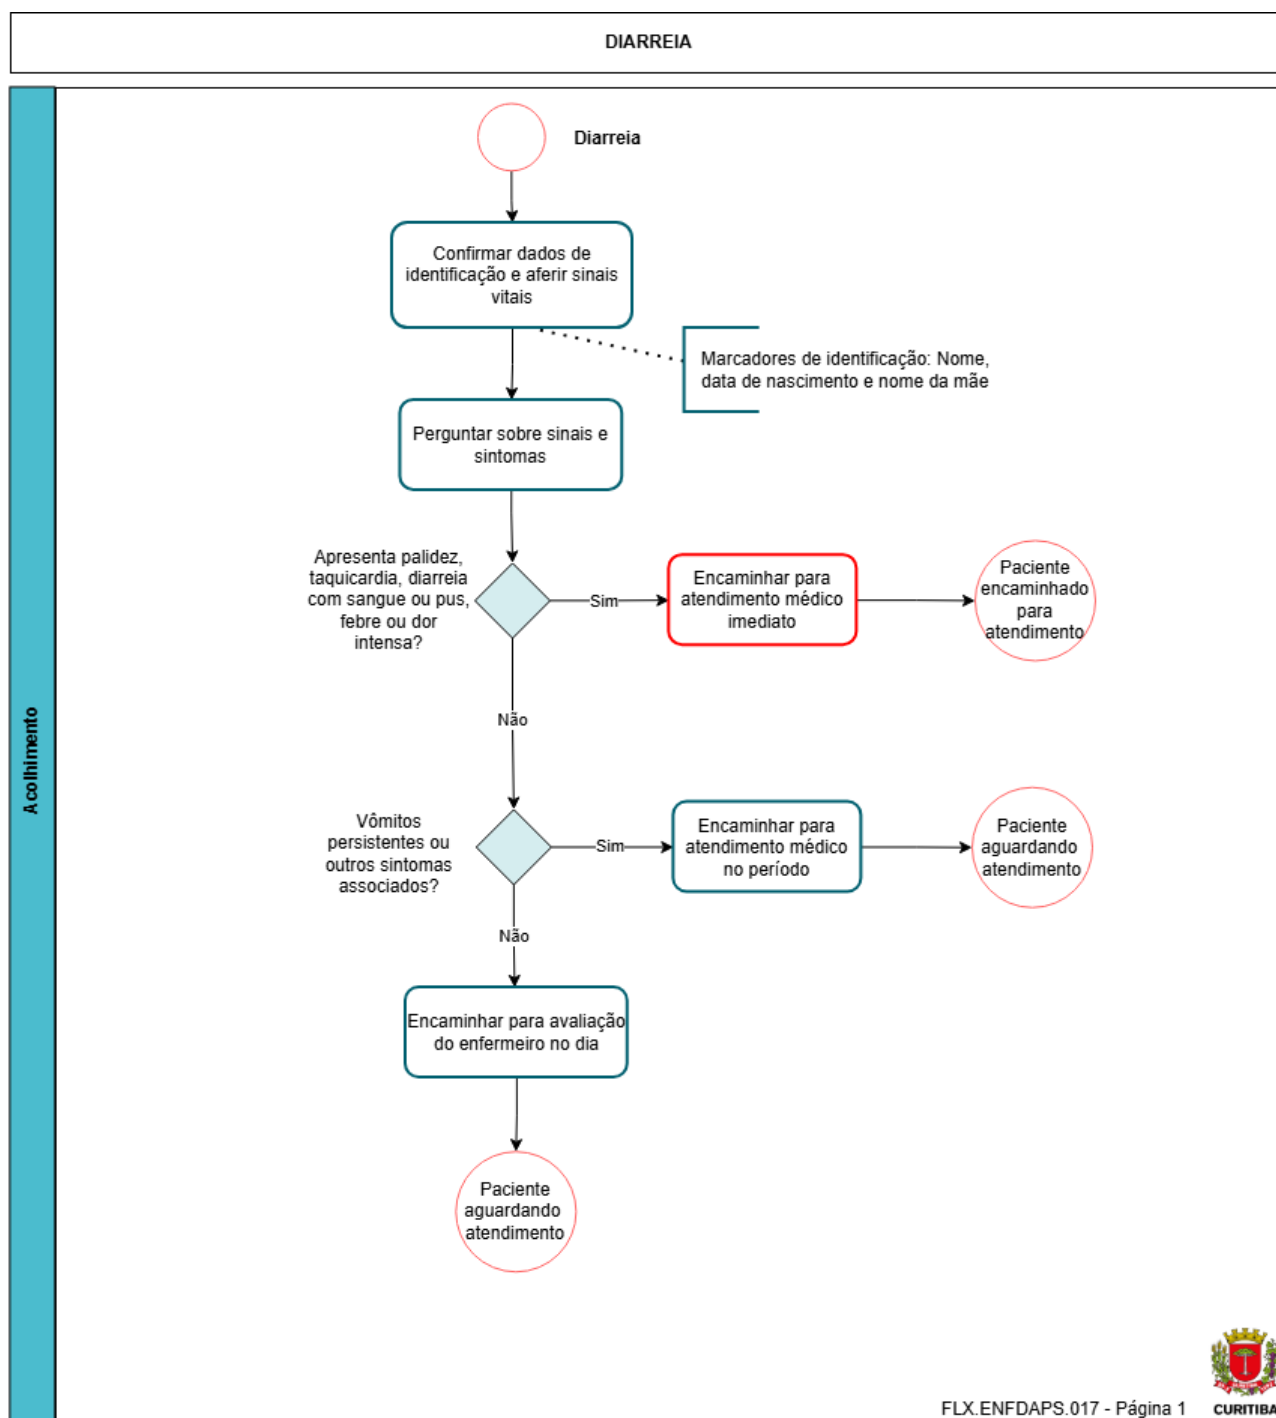 DIARREIA
Acolhimento
Diarreia
Confirmar dados de
identificação e aferir sinais
vitais
Marcadores de identificação: Nome,
data de nascimento e nome da mãe
Perguntar sobre sinais e
sintomas
Apresenta palidez,
taquicardia, diarreia
com sangue ou pus,
febre ou dor
intensa?
Sim
Encaminhar para
atendimento médico
imediato
Paciente
encaminhado
para
atendimento
Não
Vômitos
persistentes ou
outros sintomas
associados?
Sim
Encaminhar para
atendimento médico
no período
Paciente
aguardando
atendimento
Não
Encaminhar para avaliação
do enfermeiro no dia
Paciente
aguardando
atendimento
FLX.ENFDAPS.017 - Página 1
CURITIBA